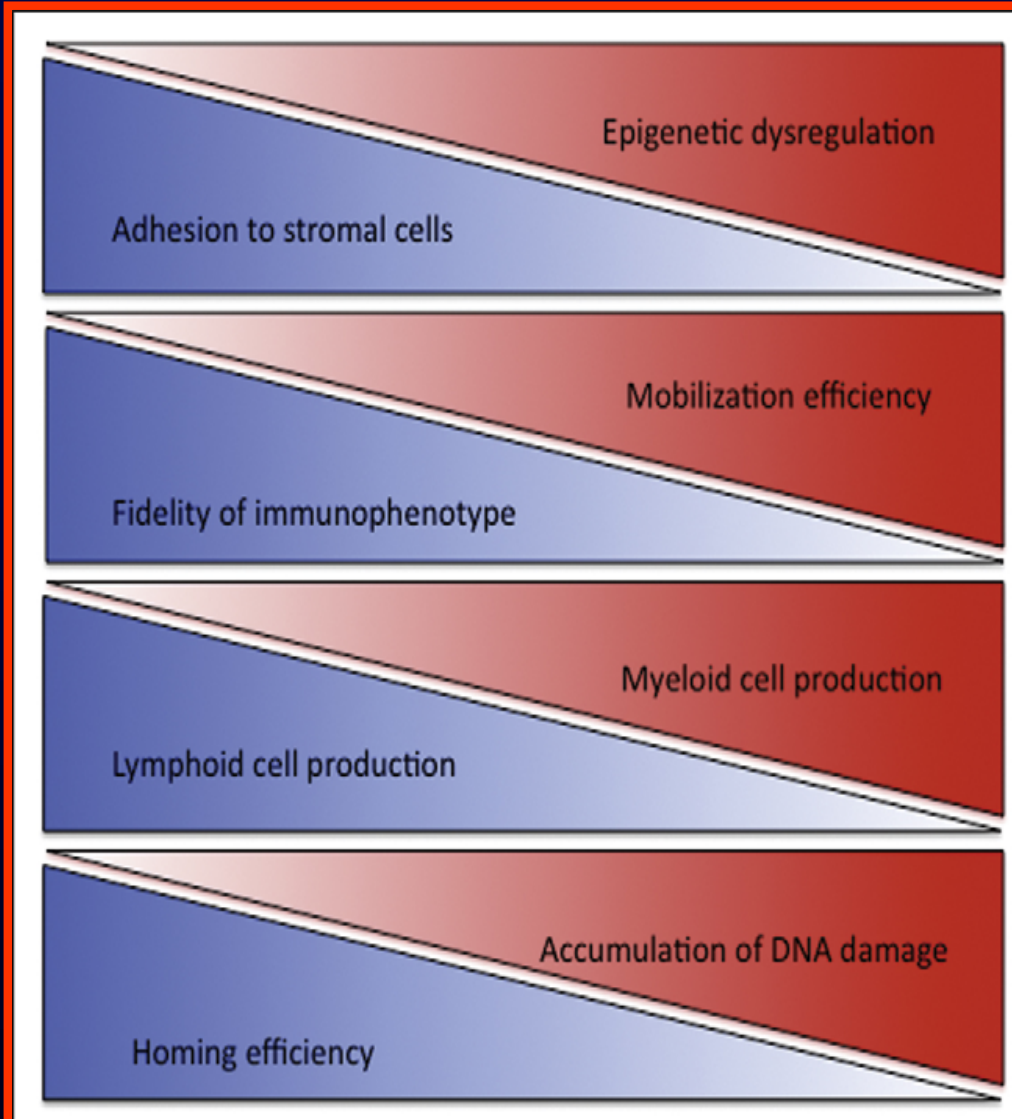 Epigenetic dysregulation
Adhesion to stromal cells
Mobilization efficiency
Fidelity of immunophenotype
Myeloid cell production
Lymphoid cell production
Accumulation of DNA damage
Homing efficiency